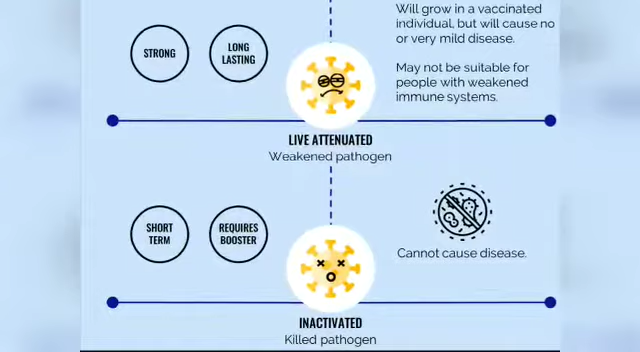 Will grow in a vaccinated
individual, but will cause no
or very mild disease.
STRONG
LONG
LASTING
May not be suitable for
people with weakened
immune systems.
LIVE ATTENUATED
Weakened pathogen
SHORT
TERM
REQUIRES
BOOSTER
Cannot cause disease.
INACTIVATED
Killed pathogen